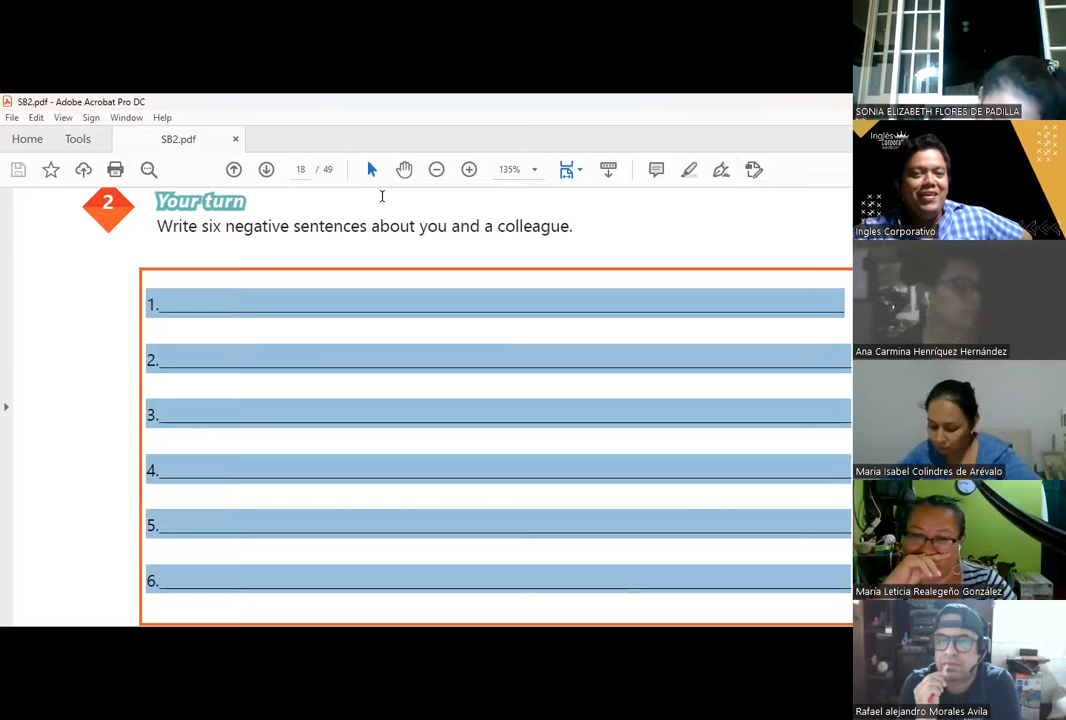 SB2.pdf - Adobe Acrobat Pro DC
File Edit View Sign Window Help
Home Tools SB2.pdf ×
18 / 49 135%
2 Your turn
Write six negative sentences about you and a colleague.
1.
2.
3.
4.
5.
6.
SONIA ELIZABETH FLORES DE PADILLA
Inglés
Ingles Corporativo
Ana Carmina Henríquez Hernández
Maria Isabel Colindres de Arévalo
María Leticia Realegeño González
Rafael alejandro Morales Avila